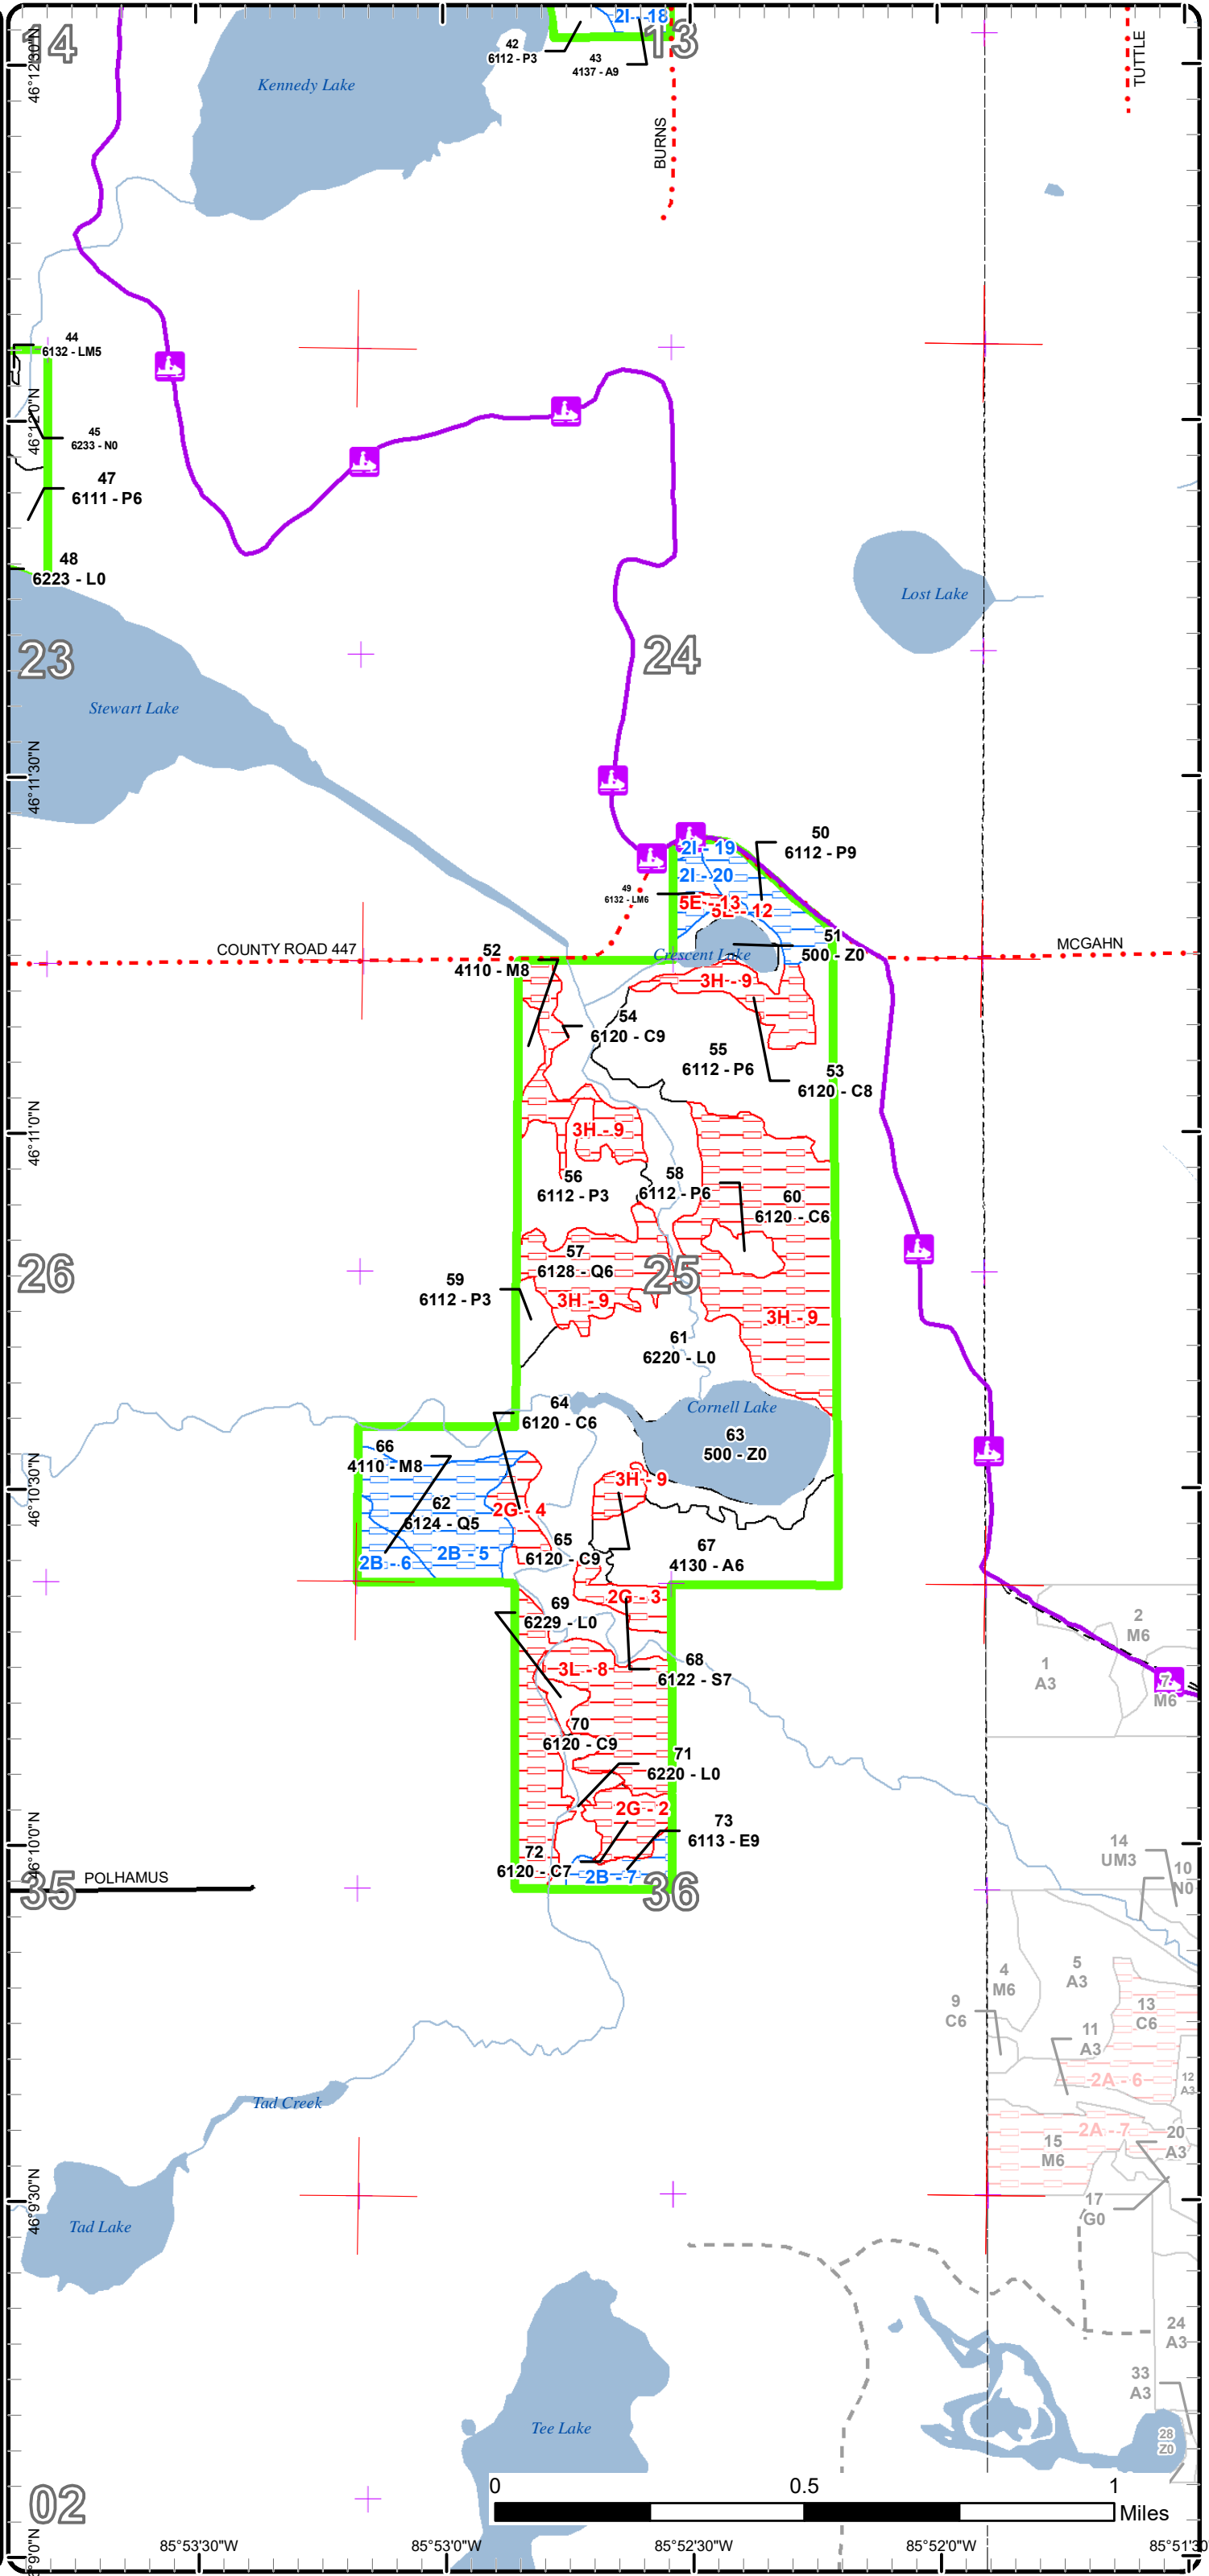 14
2I - 18
13
42
6112 - P3
43
4137 - A9
TUTTLE
46°12'30"N
Kennedy Lake
BURNS
44
6132 - LM5
46°12'0"N
45
6233 - N0
47
6111 - P6
48
6223 - L0
Lost Lake
23
24
Stewart Lake
46°11'30"N
50
6112 - P9
2I - 19
2I - 20
49
6132 - LM6
5E - 13
5E - 12
51
500 - Z0
COUNTY ROAD 447
MCGAHN
52
4110 - M8
Crescent Lake
3H - 9
54
6120 - C9
55
6112 - P6
53
6120 - C8
46°11'0"N
3H - 9
56
6112 - P3
58
6112 - P6
60
6120 - C6
57
6128 - Q6
26
25
59
6112 - P3
3H - 9
3H - 9
61
6220 - L0
64
6120 - C6
Cornell Lake
63
500 - Z0
66
4110 - M8
46°10'30"N
3H - 9
62
6124 - Q5
2G - 4
2B - 6
2B - 5
65
6120 - C9
67
4130 - A6
2G - 3
69
6229 - L0
2
M6
1
A3
7
M6
3L - 8
68
6122 - S7
70
6120 - C9
71
6220 - L0
2G - 2
73
6113 - E9
46°10'0"N
72
6120 - C7
2B - 7
14
UM3
10
N0
35
POLHAMUS
36
5
A3
4
M6
9
C6
13
C6
11
A3
2A - 6
12
A3
Tad Creek
2A - 7
15
M6
20
A3
17
G0
46°9'30"N
Tad Lake
24
A3
33
A3
Tee Lake
28
Z0
02
0
0.5
1
Miles
46°9'0"N
85°53'30"W
85°53'0"W
85°52'30"W
85°52'0"W
85°51'30"